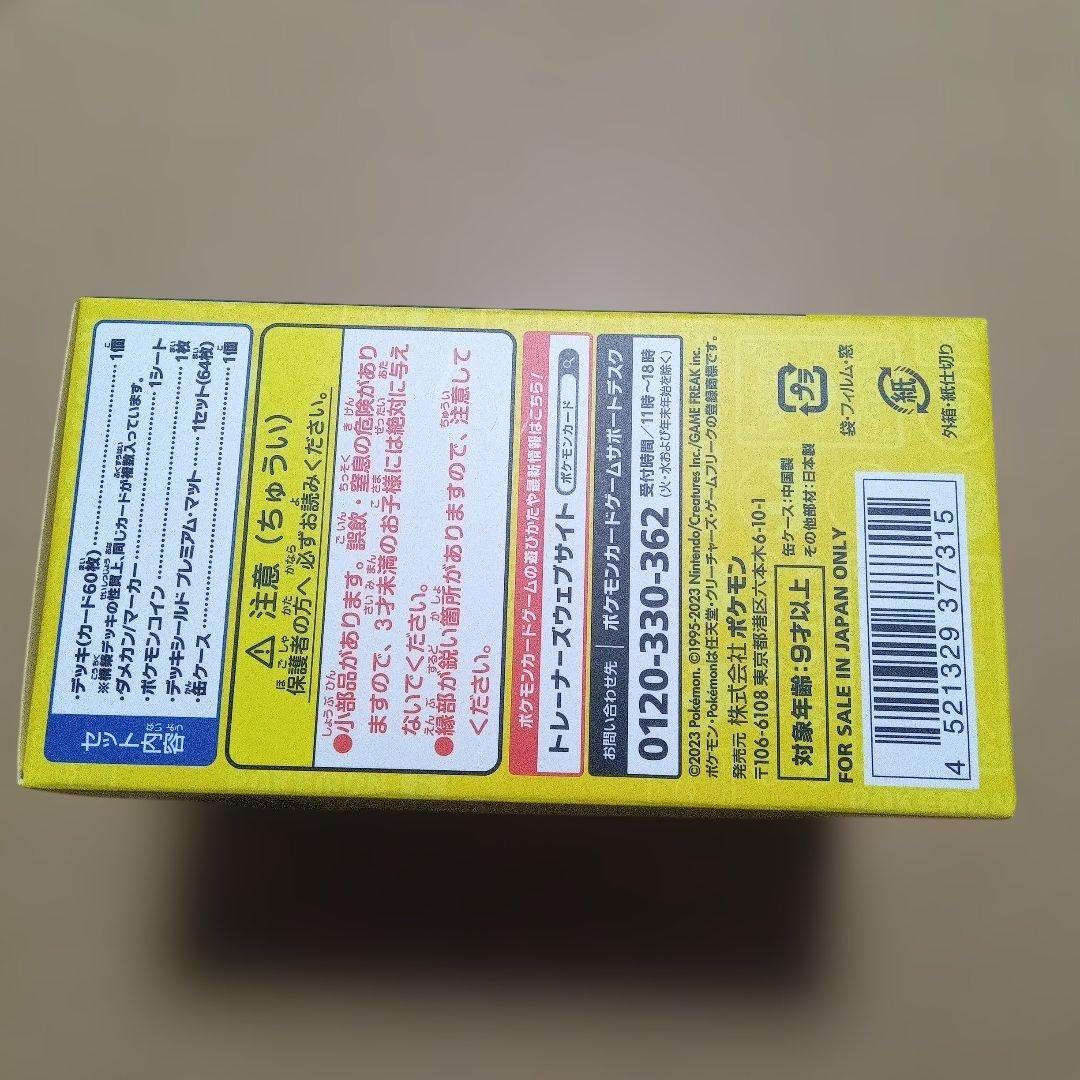 セット内容
・デッキ(カード60枚)……………………1個
※構築デッキの性質上、同じカードが複数入っています。
・ダメカン/マーカー……………………1シート
・ポケモンコイン……………………1枚
・デッキシールド プレミアム・マット……1セット(64枚)
・缶ケース……………………1個
⚠ 注意(ちゅうい)
保護者の方へ 必ずお読みください。
●小部品があります。誤飲・窒息の危険があり
ますので、3才未満のお子様には絶対に与え
ないでください。
●縁部が鋭い箇所がありますので、注意して
ください。
ポケモンカードゲームの遊びかたや最新情報はこちら!
トレーナーズウェブサイト ポケモンカード
お問い合わせ先 ポケモンカードゲームサポートデスク
0120-330-362 受付時間/11時~18時
(火・水および年末年始を除く)
©2023 Pokémon. ©1995-2023 Nintendo/Creatures Inc./GAME FREAK inc.
ポケモン・Pokémonは任天堂・クリーチャーズ・ゲームフリークの登録商標です。
発売元 株式会社 ポケモン
〒106-6108 東京都港区六本木6-10-1
対象年齢:9才以上
缶ケース:中国製
その他部材:日本製
FOR SALE IN JAPAN ONLY
プラ
袋・フィルム・窓
紙
外箱・紙仕切り
4 521329 377315